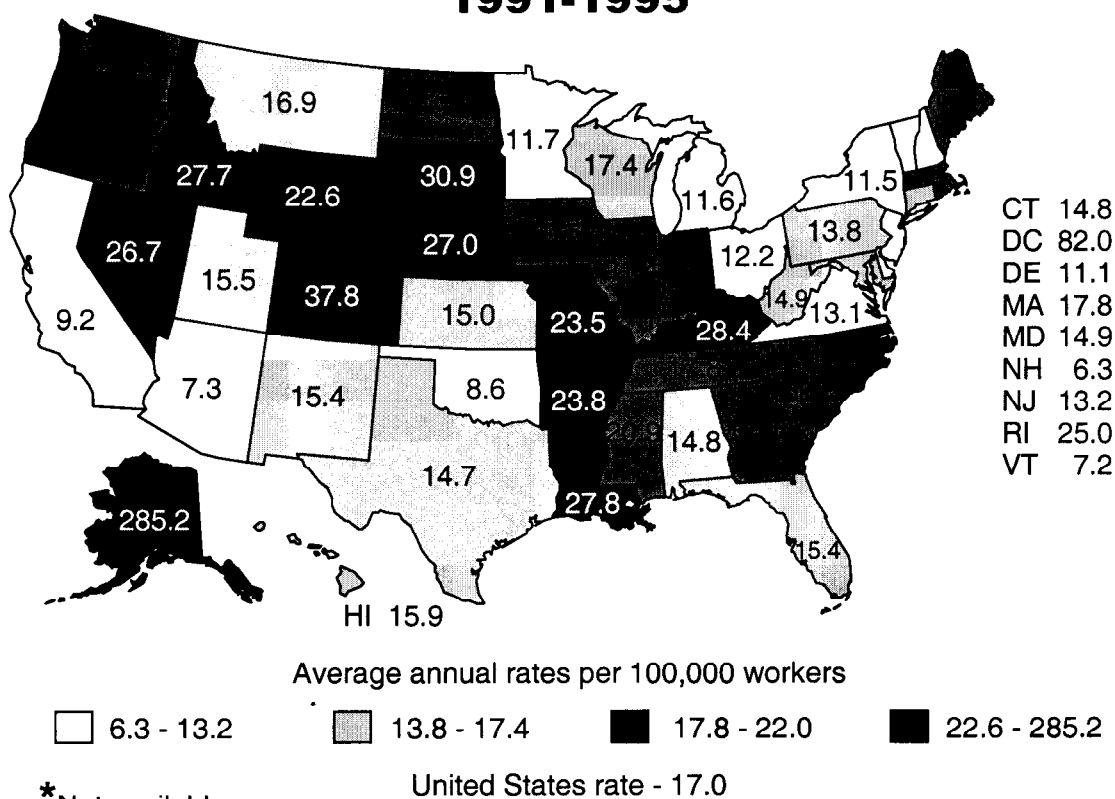 1991-1995
16.9
11.7
17.4
11.6
11.5
27.7
22.6
30.9
CT 14.8
DC 82.0
DE 11.1
MA 17.8
MD 14.9
NH 6.3
NJ 13.2
RI 25.0
VT 7.2
26.7
15.5
27.0
12.2
13.8
37.8
15.0
23.5
28.4
14.9
13.1
9.2
7.3
15.4
8.6
23.8
14.8
14.7
27.8
15.4
285.2
HI 15.9
Average annual rates per 100,000 workers
6.3 - 13.2 13.8 - 17.4 17.8 - 22.0 22.6 - 285.2
United States rate - 17.0